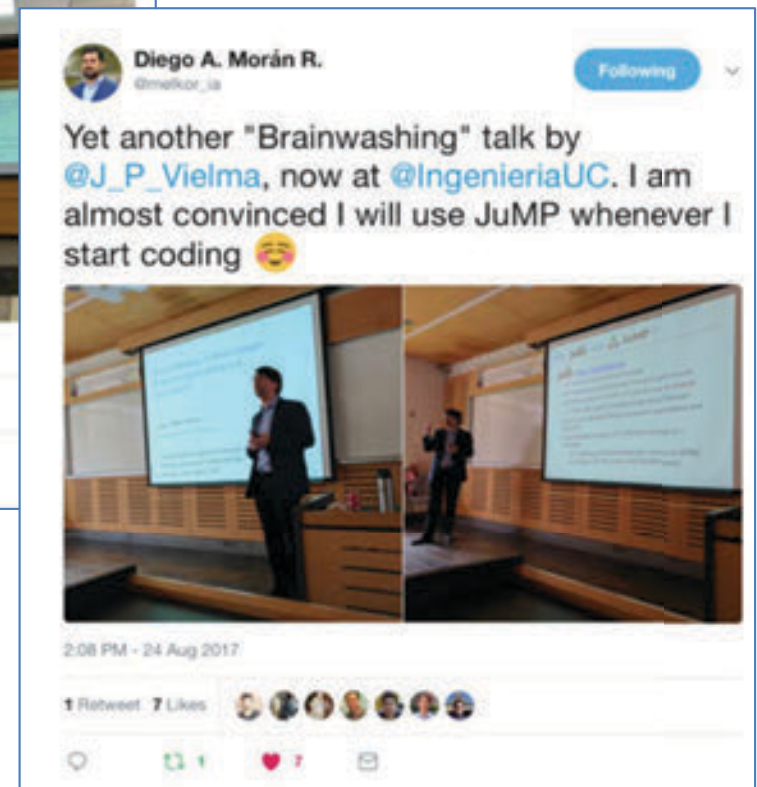 Diego A. Morán R.
@melkor_ia
Following
Yet another "Brainwashing" talk by
@J_P_Vielma, now at @IngenieriaUC. I am
almost convinced I will use JuMP whenever I
start coding ☺️
2:08 PM - 24 Aug 2017
1 Retweet 7 Likes
1 7